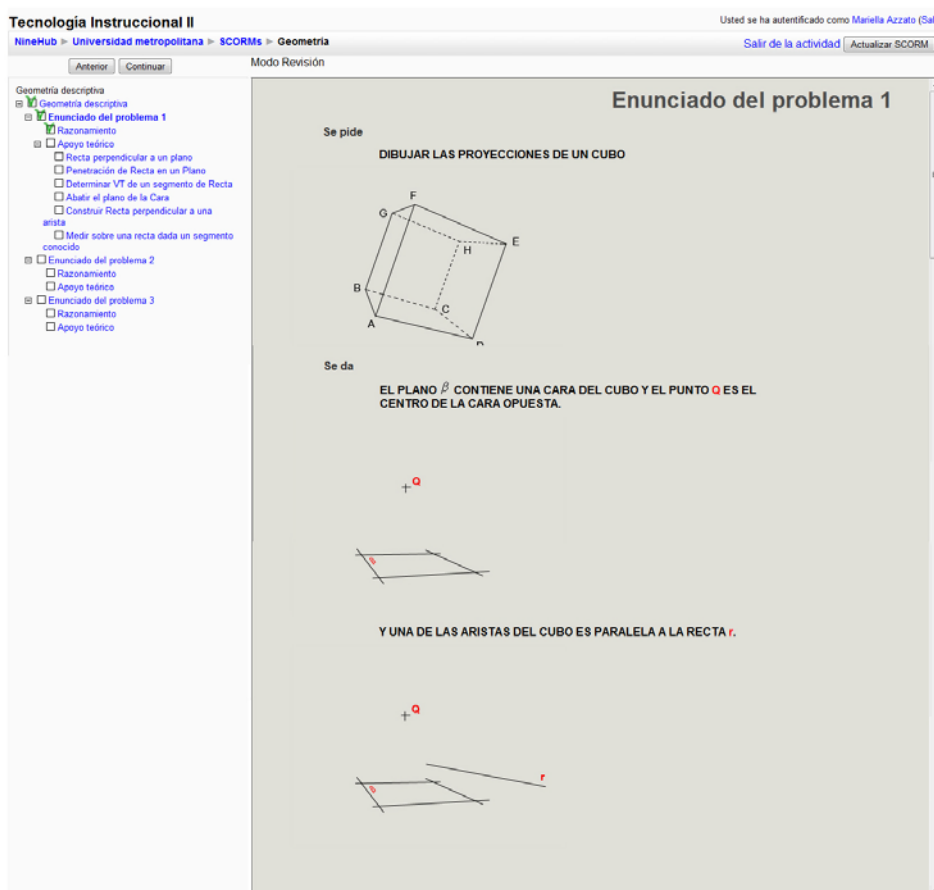 Tecnología Instruccional II
Usted se ha autentificado como Mariella Azzato (Sal
NineHub ► Universidad metropolitana ► SCORMs ► Geometria
Salir de la actividad Actualizar SCORM
Anterior Continuar
Modo Revisión
Geometría descriptiva
Geometría descriptiva
Enunciado del problema 1
Razonamiento
Apoyo teórico
Recta perpendicular a un plano
Penetración de Recta en un Plano
Determinar VT de un segmento de Recta
Abatir el plano de la Cara
Construir Recta perpendicular a una
arista
Medir sobre una recta dada un segmento
conocido
Enunciado del problema 2
Razonamiento
Apoyo teórico
Enunciado del problema 3
Razonamiento
Apoyo teórico
Enunciado del problema 1
Se pide
DIBUJAR LAS PROYECCIONES DE UN CUBO
F
G
E
H
B
C
A
D
Se da
EL PLANO β CONTIENE UNA CARA DEL CUBO Y EL PUNTO Q ES EL
CENTRO DE LA CARA OPUESTA.
Q
β
Y UNA DE LAS ARISTAS DEL CUBO ES PARALELA A LA RECTA r.
Q
r
β